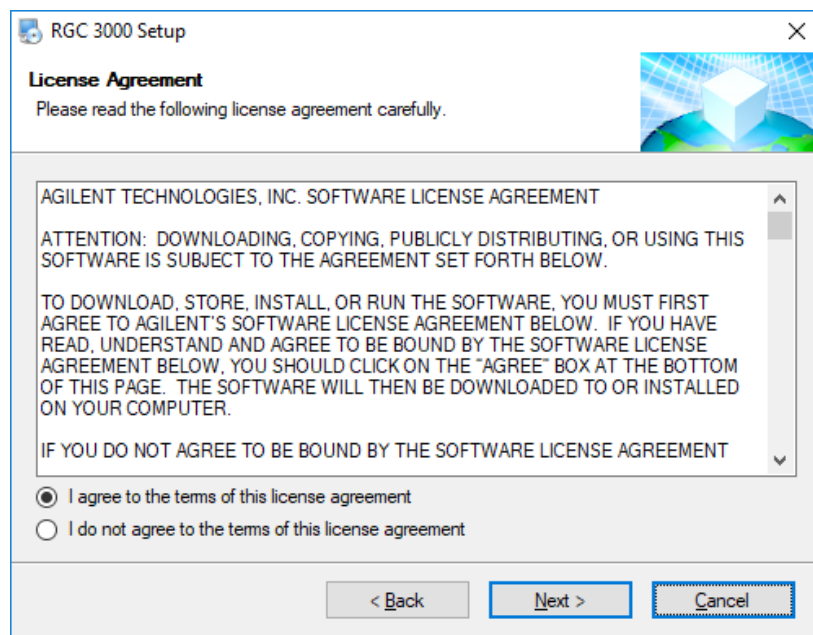 RGC 3000 Setup
License Agreement
Please read the following license agreement carefully.
AGILENT TECHNOLOGIES, INC. SOFTWARE LICENSE AGREEMENT
ATTENTION:  DOWNLOADING, COPYING, PUBLICLY DISTRIBUTING, OR USING THIS
SOFTWARE IS SUBJECT TO THE AGREEMENT SET FORTH BELOW.
TO DOWNLOAD, STORE, INSTALL, OR RUN THE SOFTWARE, YOU MUST FIRST
AGREE TO AGILENT'S SOFTWARE LICENSE AGREEMENT BELOW.  IF YOU HAVE
READ, UNDERSTAND AND AGREE TO BE BOUND BY THE SOFTWARE LICENSE
AGREEMENT BELOW, YOU SHOULD CLICK ON THE “AGREE” BOX AT THE BOTTOM
OF THIS PAGE.  THE SOFTWARE WILL THEN BE DOWNLOADED TO OR INSTALLED
ON YOUR COMPUTER.
IF YOU DO NOT AGREE TO BE BOUND BY THE SOFTWARE LICENSE AGREEMENT
I agree to the terms of this license agreement
I do not agree to the terms of this license agreement
< Back Next > Cancel